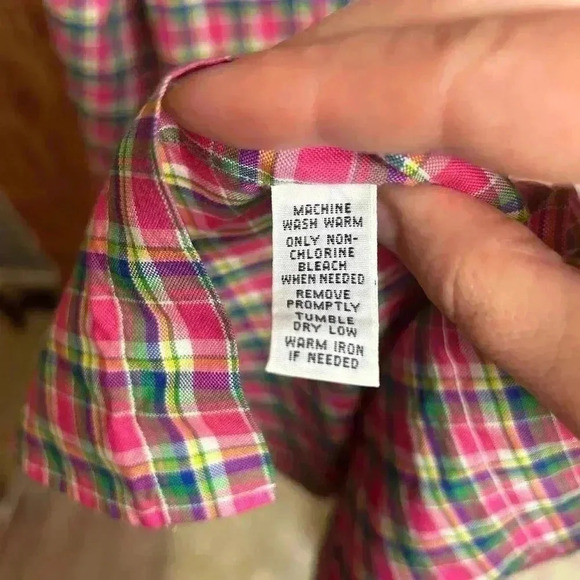 MACHINE
WASH WARM
ONLY NON-
CHLORINE
BLEACH
WHEN NEEDED
REMOVE
PROMPTLY
TUMBLE
DRY LOW
WARM IRON
IF NEEDED